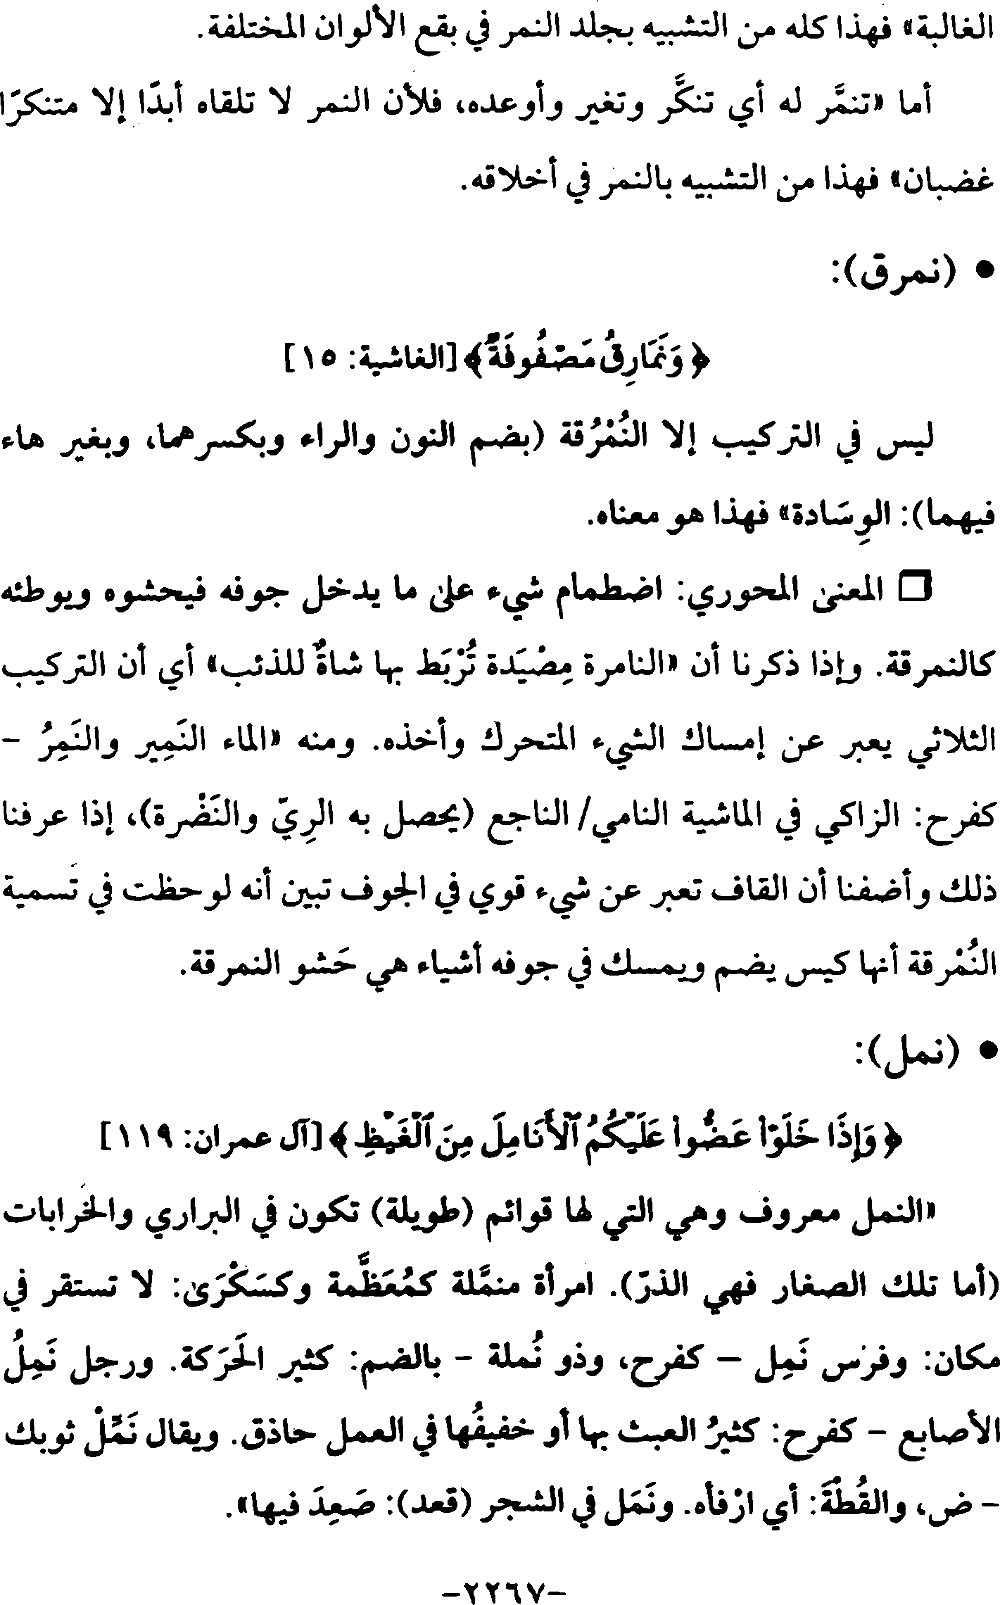 الغالبة» فهذا كله من التشبيه بجلد النمر في بقع الألوان المختلفة.
أما «تنمَّر له أي تنكَّر وتغير وأوعده، فلأن النمر لا تلقاه أبدًا إلا متنكرًا
غضبان» فهذا من التشبيه بالنمر في أخلاقه.
• (نمرق):
﴿وَنَمَارِقُ مَصْفُوفَةٌ﴾ [الغاشية: ١٥]
ليس في التركيب إلا النُمْرُقة (بضم النون والراء وبكسرهما، وبغير هاء
فيهما): الوِسَادة» فهذا هو معناه.
❐ المعنى المحوري: اضطمام شيء على ما يدخل جوفه فيحشوه ويوطئه
كالنمرقة. وإذا ذكرنا أن «النامرة مِصْيَدة تُرْبَط بها شاةٌ للذئب» أي أن التركيب
الثلاثي يعبر عن إمساك الشيء المتحرك وأخذه. ومنه «الماء النَمِير والنَمِرُ –
كفرح: الزاكي في الماشية النامي/ الناجع (يحصل به الرِيّ والنَضْرة)، إذا عرفنا
ذلك وأضفنا أن القاف تعبر عن شيء قوي في الجوف تبين أنه لوحظت في تسمية
النُمْرقة أنها كيس يضم ويمسك في جوفه أشياء هي حَشو النمرقة.
• (نمل):
﴿وَإِذَا خَلَوْا۟ عَضُّوا۟ عَلَيْكُمُ ٱلْأَنَامِلَ مِنَ ٱلْغَيْظِ﴾ [آل عمران: ١١٩]
«النمل معروف وهي التي لها قوائم (طويلة) تكون في البراري والخَرابات
(أما تلك الصغار فهي الذرّ). امرأة منمَّلة كمُعَظَّمة وكسَكْرَى: لا تستقر في
مكان: وفرس نَمِل – كفرح، وذو نُملة – بالضم: كثير الحَرَكة. ورجل نَمِلُ
الأصابع – كفرح: كثيرُ العبث بها أو خفيفُها في العمل حاذق. ويقال نَمِّلْ ثوبك
– ض، والقُطْهُ: أي ارْفأه. ونَمَل في الشجر (قعد): صَعِدَ فيها».
-٢٢٦٧-